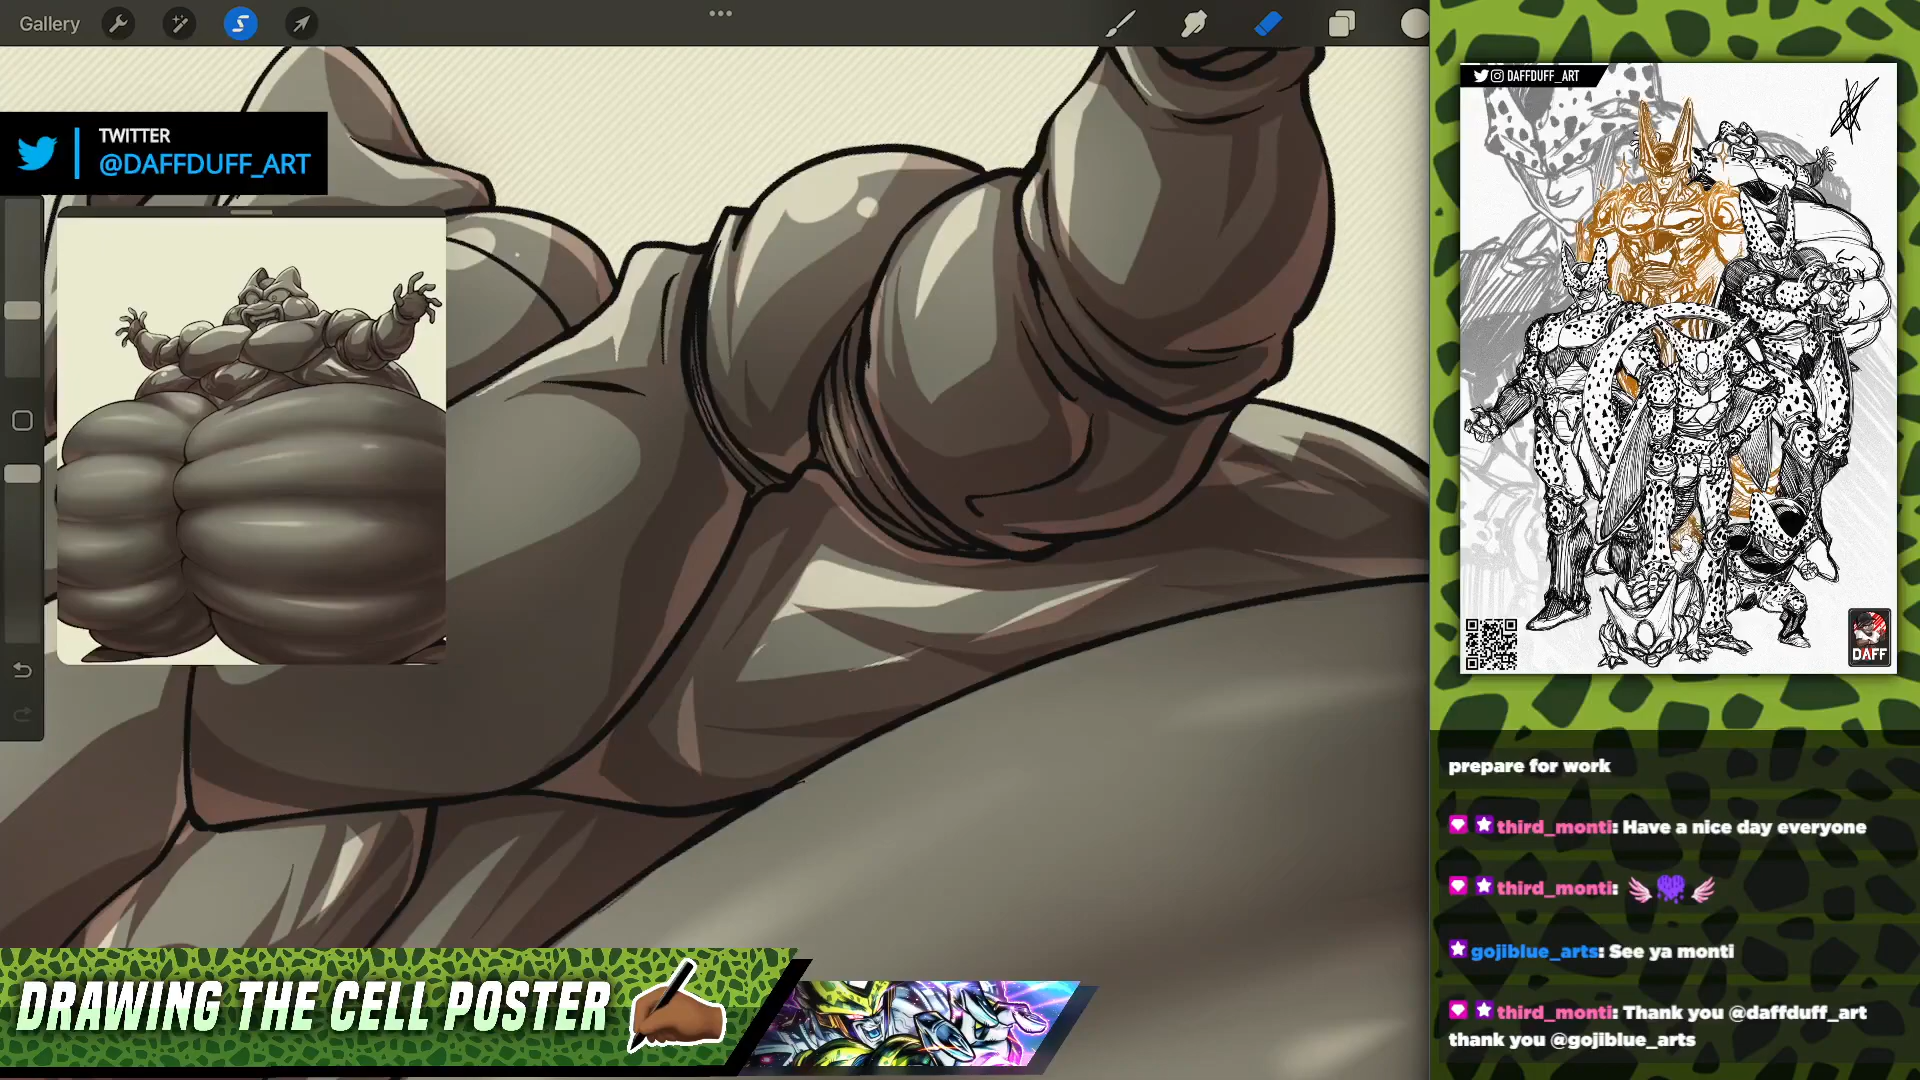 Gallery
TWITTER
@DAFFDUFF_ART
DAFFDUFF_ART
DAFF
prepare for work
third_monti: Have a nice day everyone
third_monti:
gojiblue_arts: See ya monti
third_monti: Thank you @daffduff_art
thank you @gojiblue_arts
DRAWING THE CELL POSTER